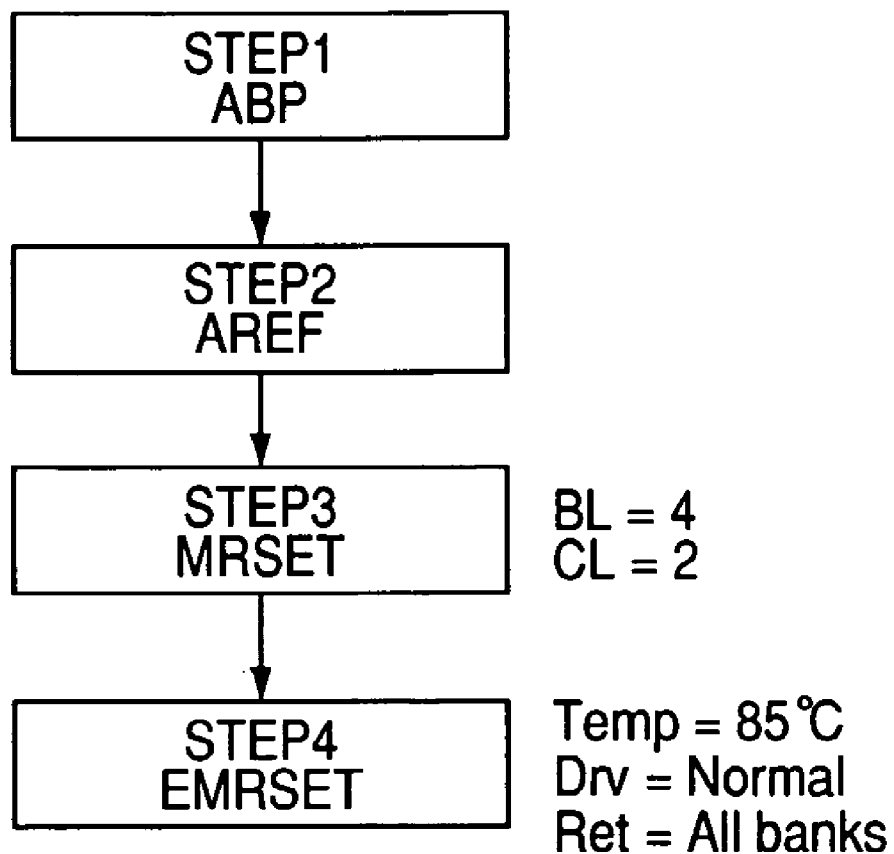 STEP1
ABP
STEP2
AREF
STEP3
MRSET
BL = 4
CL = 2
STEP4
EMRSET
Temp = 85°C
Drv = Normal
Ret = All banks